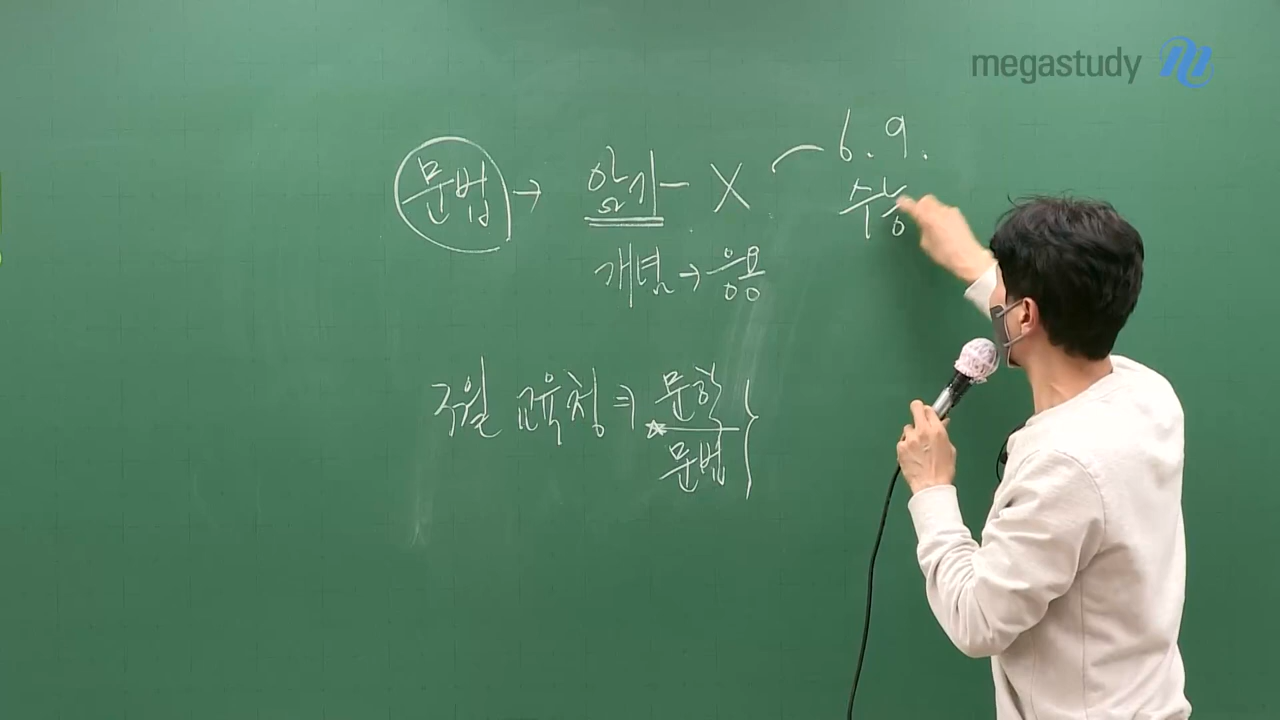 megastudy
문법 → 암기 X 6.9.
수능
개념 → 응용
7월 교육청 ⇒ 문학
문법